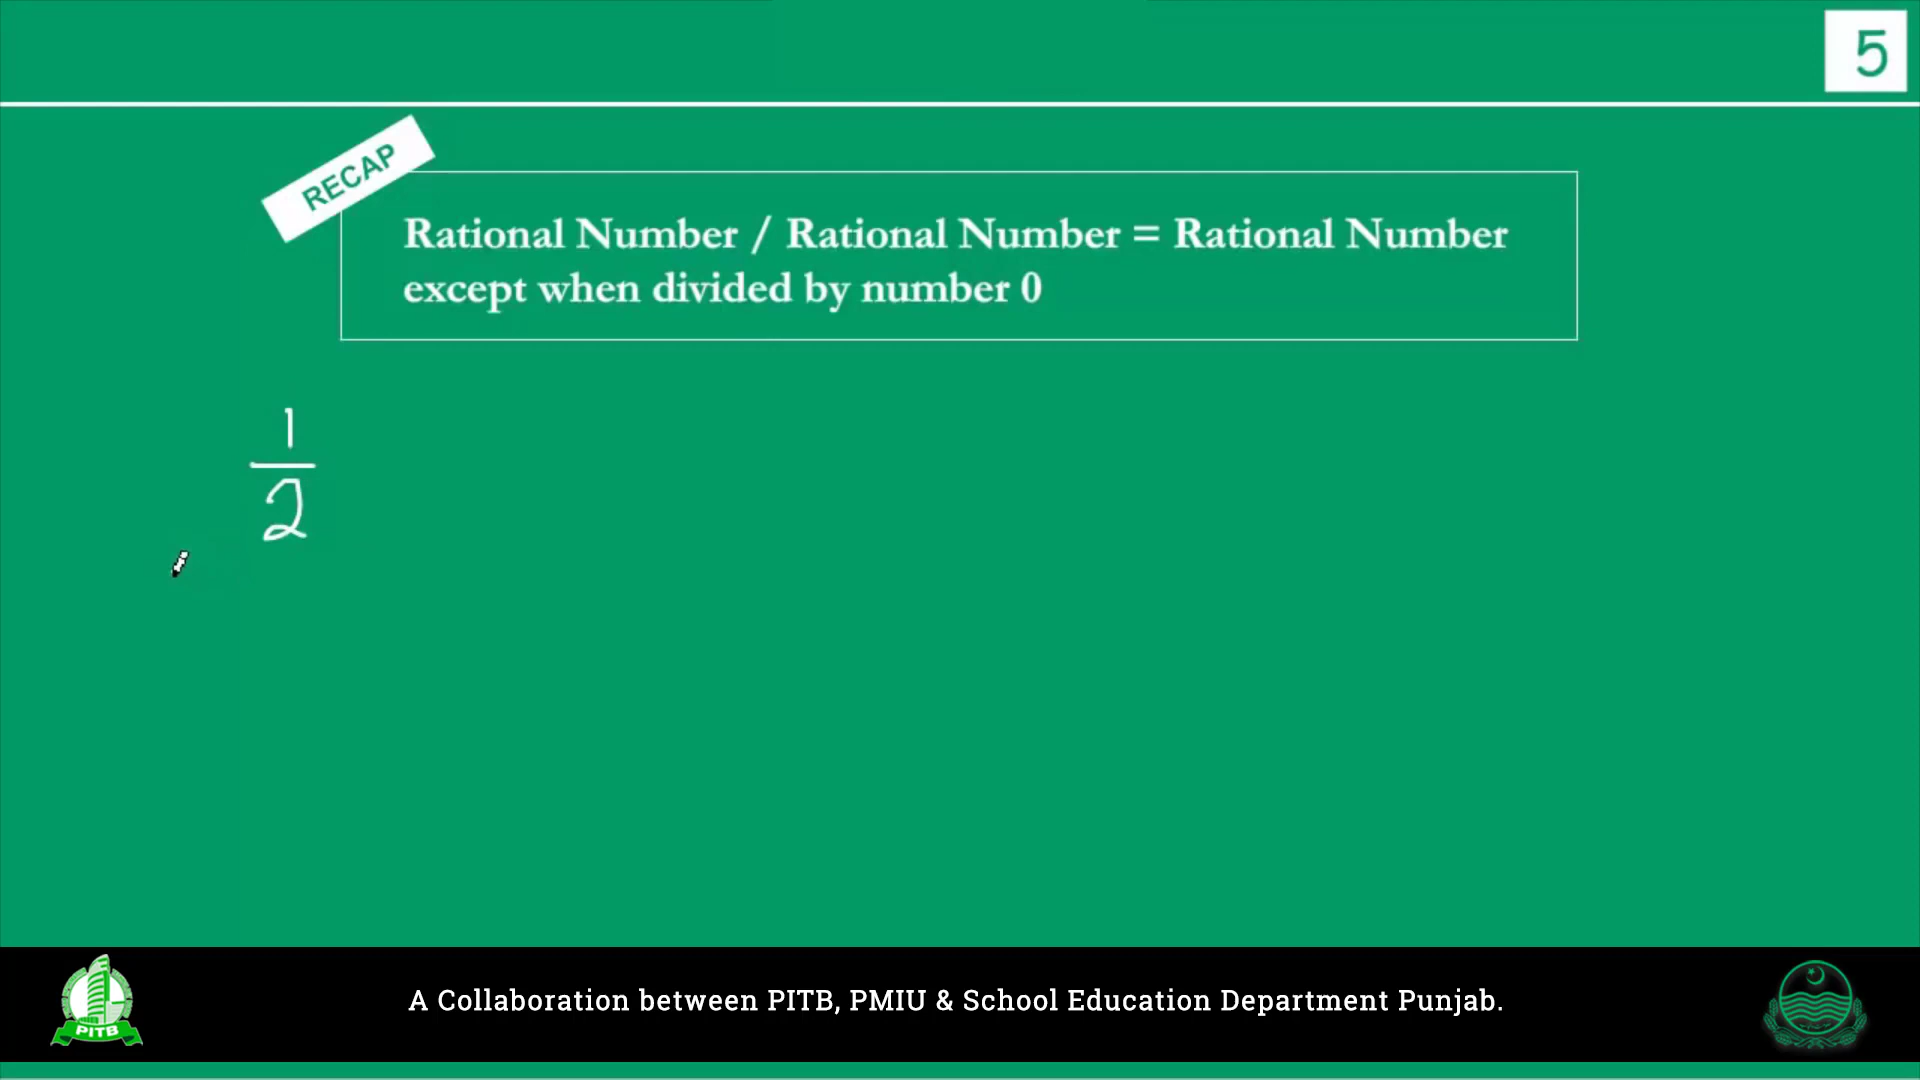 5
RECAP
Rational Number / Rational Number = Rational Number
except when divided by number 0
1
2
PITB
A Collaboration between PITB, PMIU & School Education Department Punjab.